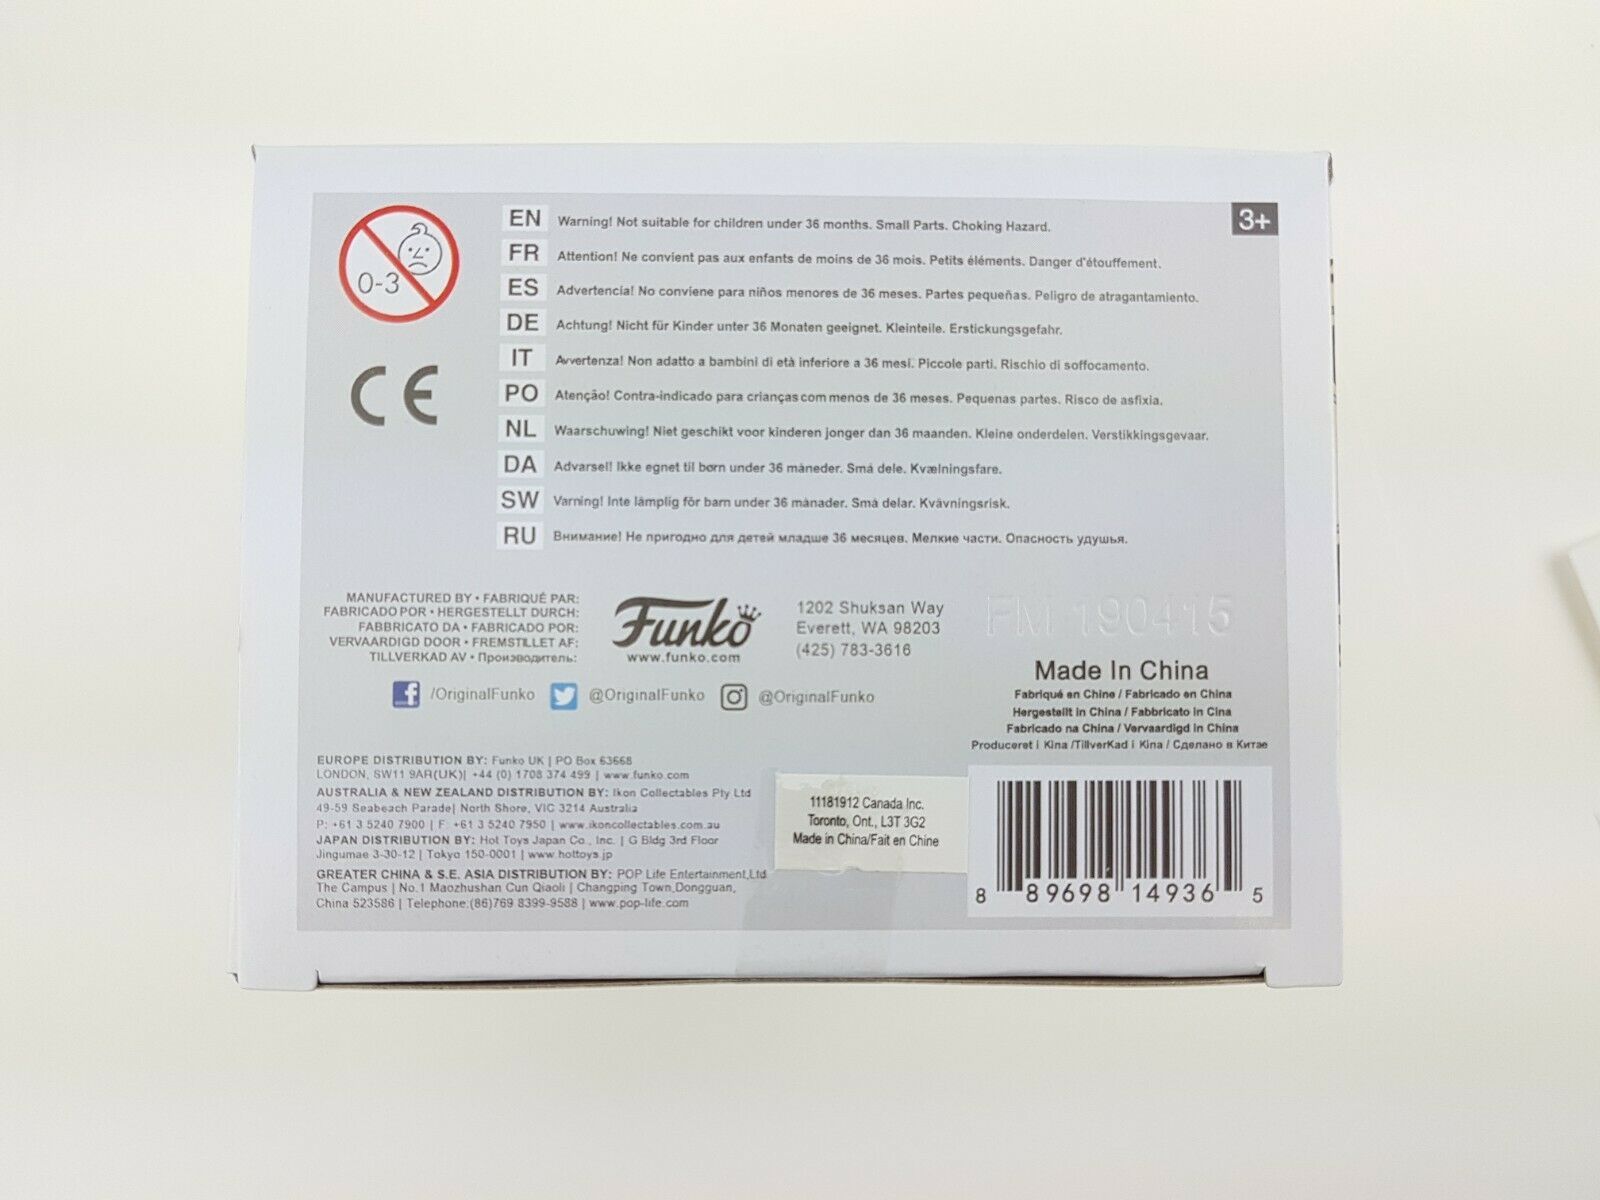 0-3
CE
EN Warning! Not suitable for children under 36 months. Small Parts. Choking Hazard.
3+
FR Attention! Ne convient pas aux enfants de moins de 36 mois. Petits éléments. Danger d'étouffement.
ES Advertencia! No conviene para niños menores de 36 meses. Partes pequeñas. Peligro de atragantamiento.
DE Achtung! Nicht für Kinder unter 36 Monaten geeignet. Kleinteile. Erstickungsgefahr.
IT Avvertenza! Non adatto a bambini di età inferiore a 36 mesi. Piccole parti. Rischio di soffocamento.
PO Atenção! Contra-indicado para crianças com menos de 36 meses. Pequenas partes. Risco de asfixia.
NL Waarschuwing! Niet geschikt voor kinderen jonger dan 36 maanden. Kleine onderdelen. Verstikkingsgevaar.
DA Advarsel! Ikke egnet til børn under 36 måneder. Små dele. Kvælningsfare.
SW Varning! Inte lämplig för barn under 36 månader. Små delar. Kvävningsrisk.
RU Внимание! Не пригодно для детей младше 36 месяцев. Мелкие части. Опасность удушья.
MANUFACTURED BY • FABRIQUÉ PAR:
FABRICADO POR • HERGESTELLT DURCH:
FABBRICATO DA • FABRICADO POR:
VERVAARDIGD DOOR • FREMSTILLET AF:
TILLVERKAD AV • Производитель:
Funko
www.funko.com
1202 Shuksan Way
Everett, WA 98203
(425) 783-3616
FM 190415
/OriginalFunko @OriginalFunko @OriginalFunko
Made In China
Fabriqué en Chine / Fabricado en China
Hergestellt in China / Fabbricato in Cina
Fabricado na China / Vervaardigd in China
Produceret i Kina /TillverKad i Kina / Сделано в Китае
EUROPE DISTRIBUTION BY: Funko UK | PO Box 63668
LONDON, SW11 9AR(UK)| +44 (0) 1708 374 499 | www.funko.com
AUSTRALIA & NEW ZEALAND DISTRIBUTION BY: Ikon Collectables Pty Ltd
49-59 Seabeach Parade| North Shore, VIC 3214 Australia
P: +61 3 5240 7900 | F: +61 3 5240 7950 | www.ikoncollectables.com.au
JAPAN DISTRIBUTION BY: Hot Toys Japan Co., Inc. | G Bldg 3rd Floor
Jingumae 3-30-12 | Tokyo 150-0001 | www.hottoys.jp
GREATER CHINA & S.E. ASIA DISTRIBUTION BY: POP Life Entertainment,Ltd
The Campus | No.1 Maozhushan Cun Qiaoli | Changping Town,Dongguan,
China 523586 | Telephone:(86)769 8399-9588 | www.pop-life.com
11181912 Canada Inc.
Toronto, Ont., L3T 3G2
Made in China/Fait en Chine
8 89698 14936 5